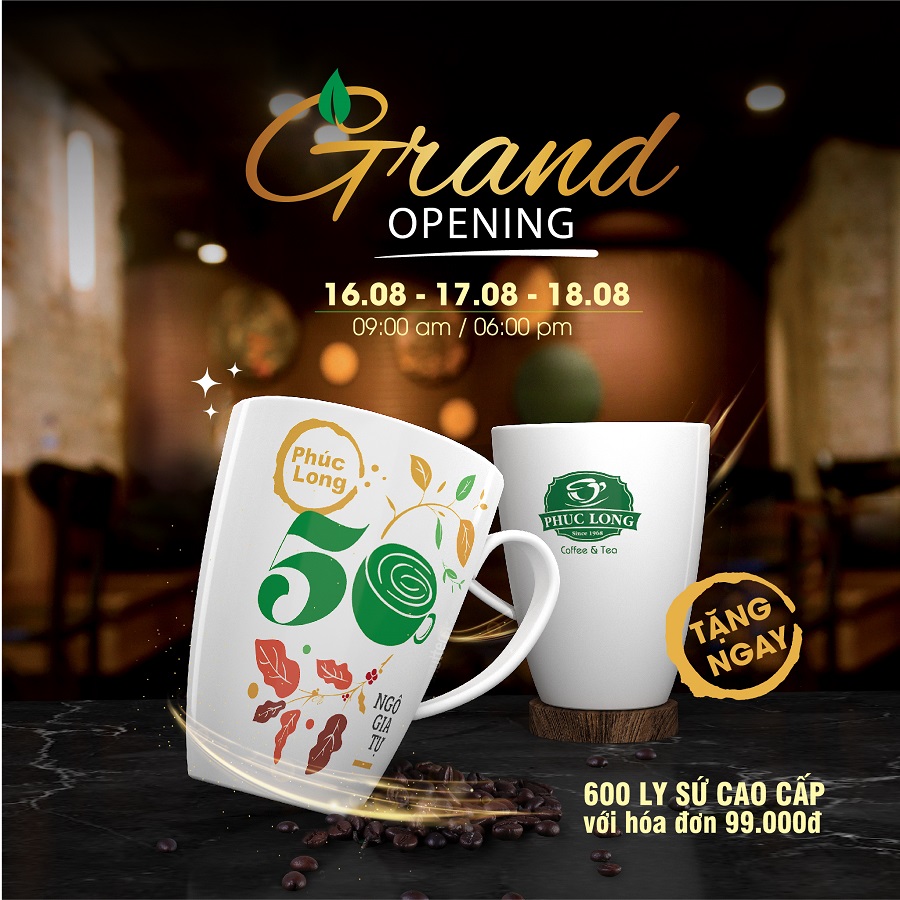 Grand
OPENING
16.08 - 17.08 - 18.08
09:00 am / 06:00 pm
Phúc
Long
50
NGÔ
GIA
TỰ
PHUC LONG
Since 1968
Coffee & Tea
TẶNG
NGAY
600 LY SỨ CAO CẤP
với hóa đơn 99.000đ